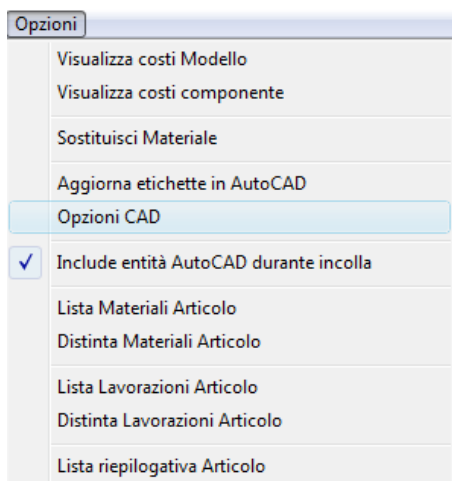 Opzioni
Visualizza costi Modello
Visualizza costi componente
Sostituisci Materiale
Aggiorna etichette in AutoCAD
Opzioni CAD
Include entità AutoCAD durante incolla
Lista Materiali Articolo
Distinta Materiali Articolo
Lista Lavorazioni Articolo
Distinta Lavorazioni Articolo
Lista riepilogativa Articolo